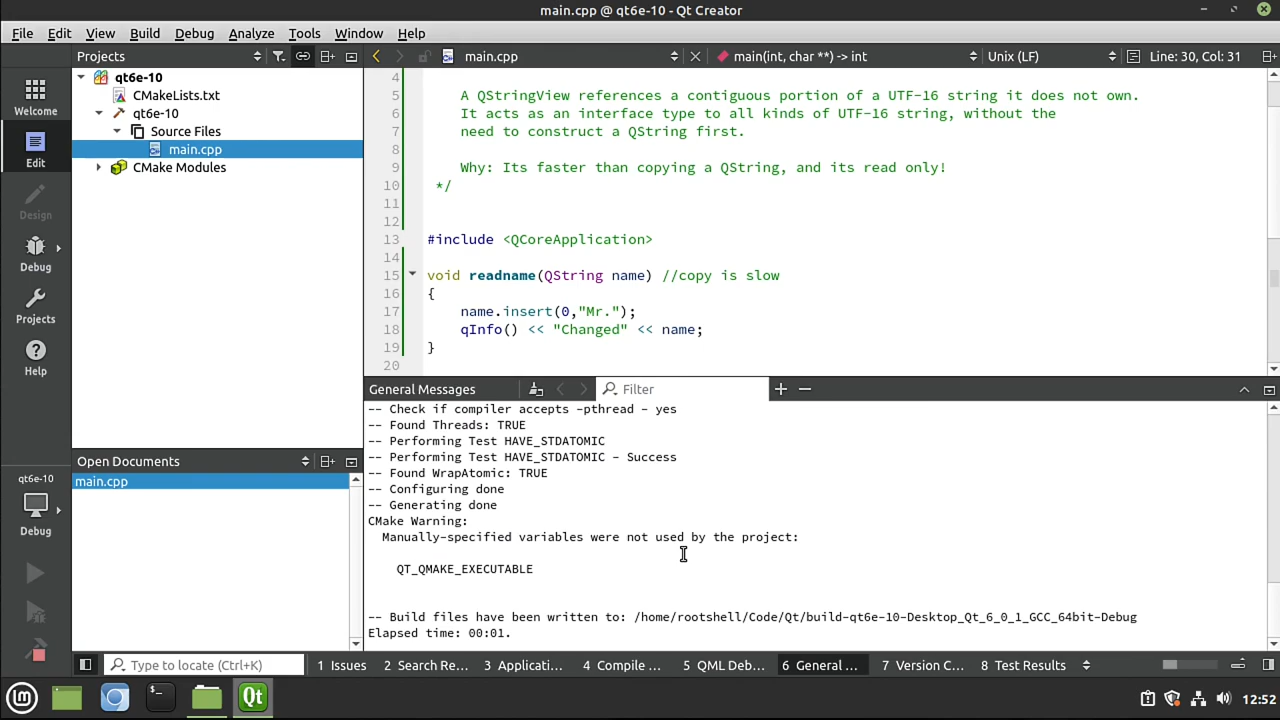 main.cpp @ qt6e-10 - Qt Creator
File Edit View Build Debug Analyze Tools Window Help
Projects
main.cpp
main(int, char **) -> int
Unix (LF)
Line: 30, Col: 31
Welcome
Edit
Design
Debug
Projects
Help
qt6e-10
Debug
qt6e-10
CMakeLists.txt
qt6e-10
Source Files
main.cpp
CMake Modules
Open Documents
main.cpp
4
5 A QStringView references a contiguous portion of a UTF-16 string it does not own.
6 It acts as an interface type to all kinds of UTF-16 string, without the
7 need to construct a QString first.
8
9 Why: Its faster than copying a QString, and its read only!
10 */
11
12
13 #include <QCoreApplication>
14
15 void readname(QString name) //copy is slow
16 {
17 name.insert(0,"Mr.");
18 qInfo() << "Changed" << name;
19 }
20
General Messages
Filter
-- Check if compiler accepts -pthread - yes
-- Found Threads: TRUE
-- Performing Test HAVE_STDATOMIC
-- Performing Test HAVE_STDATOMIC - Success
-- Found WrapAtomic: TRUE
-- Configuring done
-- Generating done
CMake Warning:
Manually-specified variables were not used by the project:
QT_QMAKE_EXECUTABLE
-- Build files have been written to: /home/rootshell/Code/Qt/build-qt6e-10-Desktop_Qt_6_0_1_GCC_64bit-Debug
Elapsed time: 00:01.
Type to locate (Ctrl+K)
1 Issues
2 Search Re...
3 Applicati...
4 Compile ...
5 QML Deb...
6 General ...
7 Version C...
8 Test Results
Qt
12:52